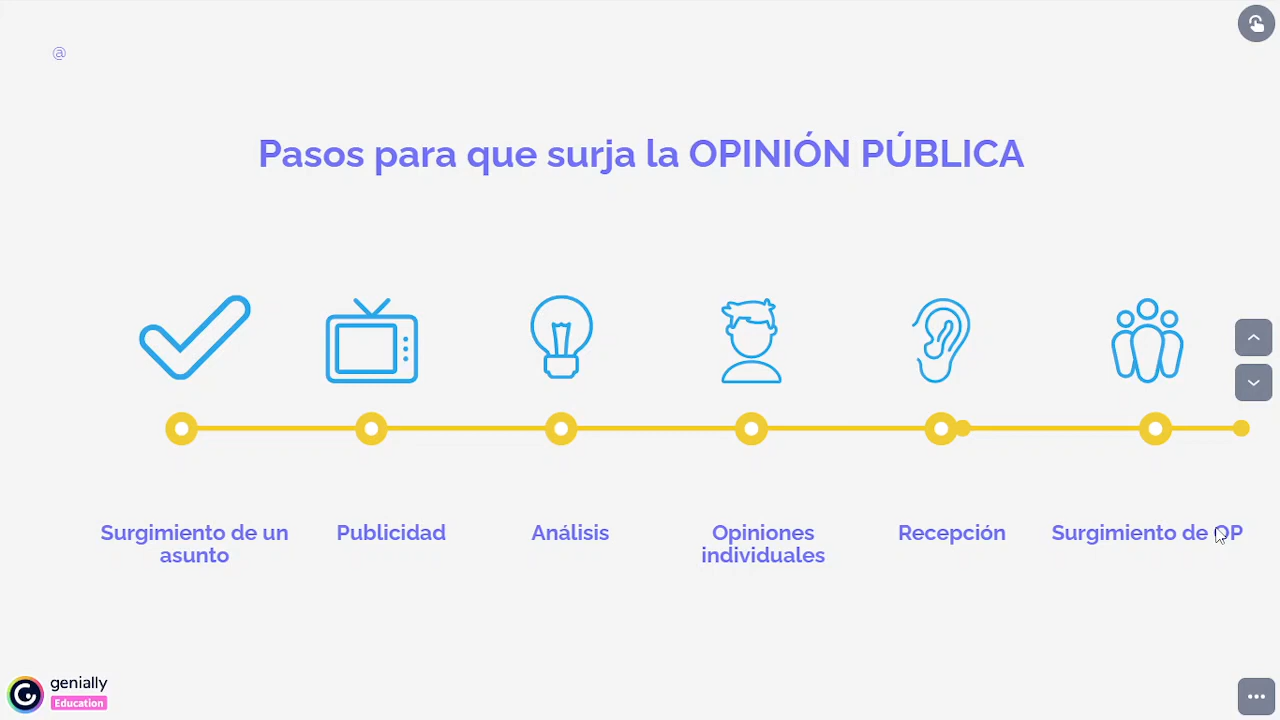 @
Pasos para que surja la OPINIÓN PÚBLICA
Surgimiento de un
asunto
Publicidad
Análisis
Opiniones
individuales
Recepción
Surgimiento de OP
genially
Education